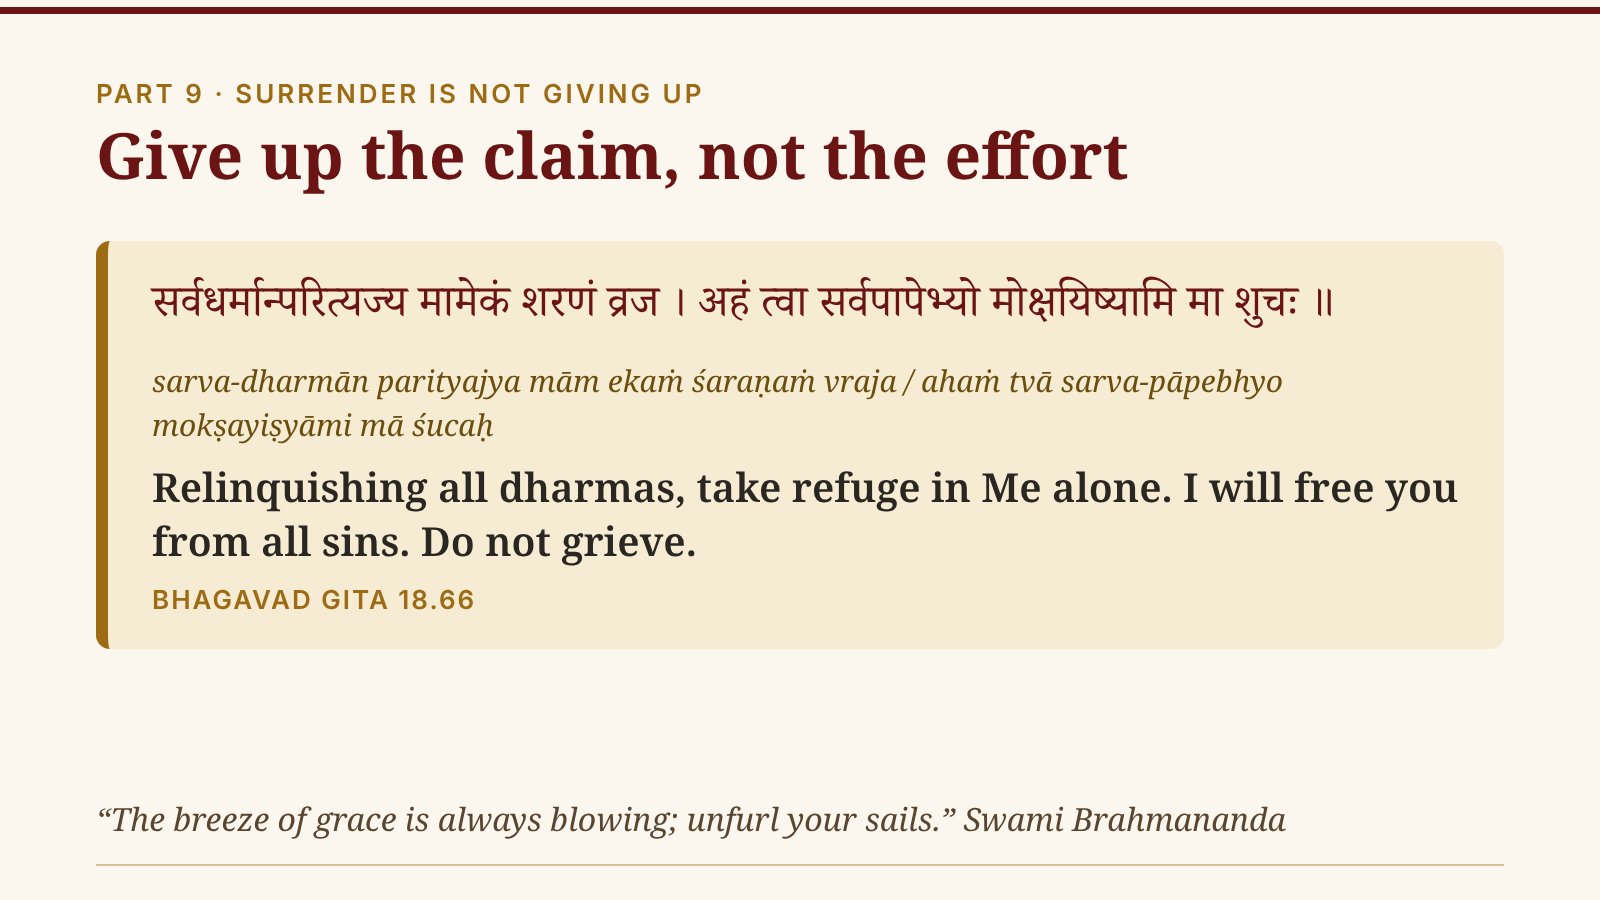 PART 9 · SURRENDER IS NOT GIVING UP
Give up the claim, not the effort
सर्वधर्मान्परित्यज्य मामेकं शरणं व्रज । अहं त्वा सर्वपापेभ्यो मोक्षयिष्यामि मा शुचः ॥
sarva-dharmān parityajya mām ekaṁ śaraṇaṁ vraja / ahaṁ tvā sarva-pāpebhyo
mokṣayiṣyāmi mā śucaḥ
Relinquishing all dharmas, take refuge in Me alone. I will free you
from all sins. Do not grieve.
BHAGAVAD GITA 18.66
“The breeze of grace is always blowing; unfurl your sails.” Swami Brahmananda